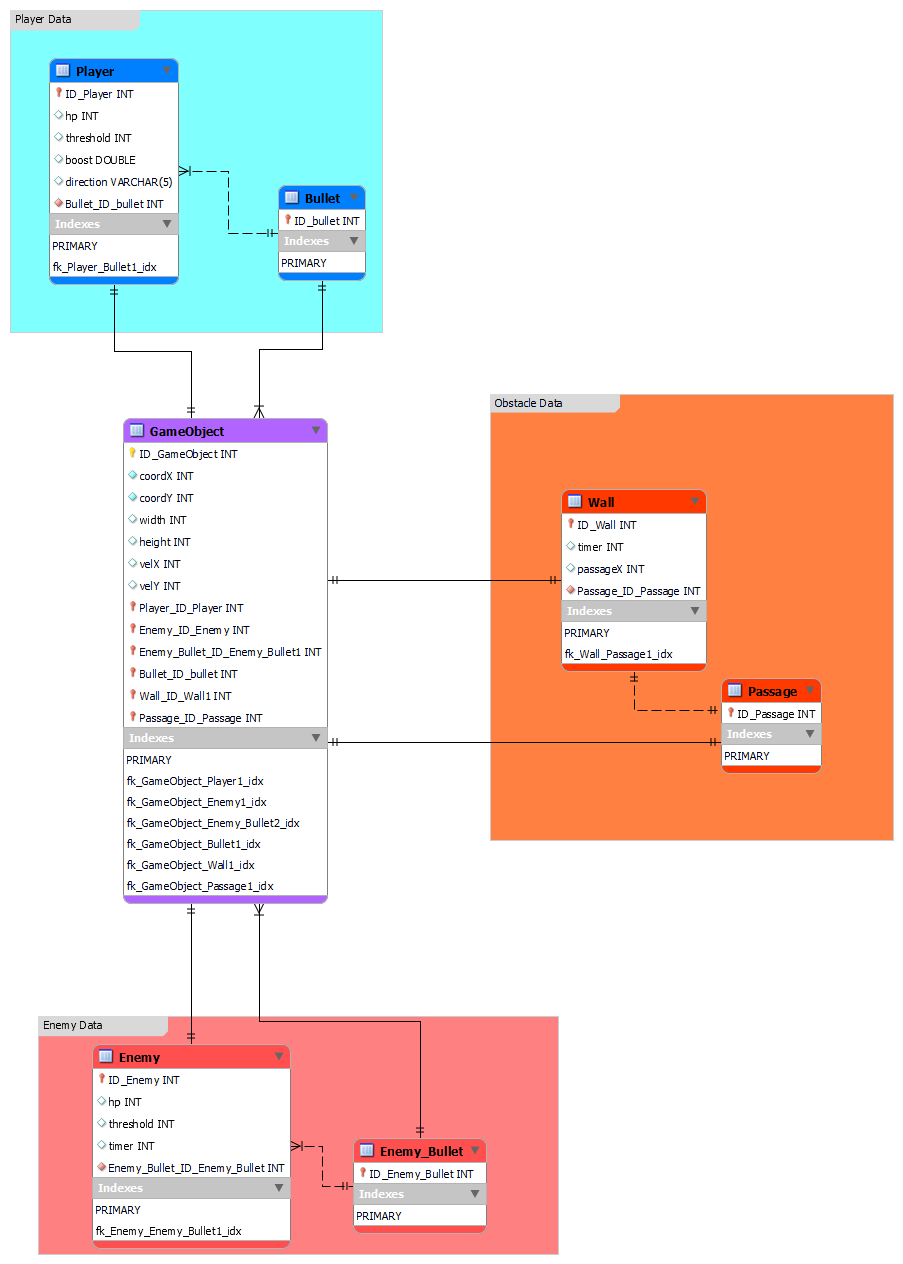 Player Data
Player
ID_Player INT
hp INT
threshold INT
boost DOUBLE
direction VARCHAR(5)
Bullet_ID_bullet INT
Indexes
PRIMARY
fk_Player_Bullet1_idx
Bullet
ID_bullet INT
Indexes
PRIMARY
GameObject
ID_GameObject INT
coordX INT
coordY INT
width INT
height INT
velX INT
velY INT
Player_ID_Player INT
Enemy_ID_Enemy INT
Enemy_Bullet_ID_Enemy_Bullet1 INT
Bullet_ID_bullet INT
Wall_ID_Wall1 INT
Passage_ID_Passage INT
Indexes
PRIMARY
fk_GameObject_Player1_idx
fk_GameObject_Enemy1_idx
fk_GameObject_Enemy_Bullet2_idx
fk_GameObject_Bullet1_idx
fk_GameObject_Wall1_idx
fk_GameObject_Passage1_idx
Obstacle Data
Wall
ID_Wall INT
timer INT
passageX INT
Passage_ID_Passage INT
Indexes
PRIMARY
fk_Wall_Passage1_idx
Passage
ID_Passage INT
Indexes
PRIMARY
Enemy Data
Enemy
ID_Enemy INT
hp INT
threshold INT
timer INT
Enemy_Bullet_ID_Enemy_Bullet INT
Indexes
PRIMARY
fk_Enemy_Enemy_Bullet1_idx
Enemy_Bullet
ID_Enemy_Bullet INT
Indexes
PRIMARY